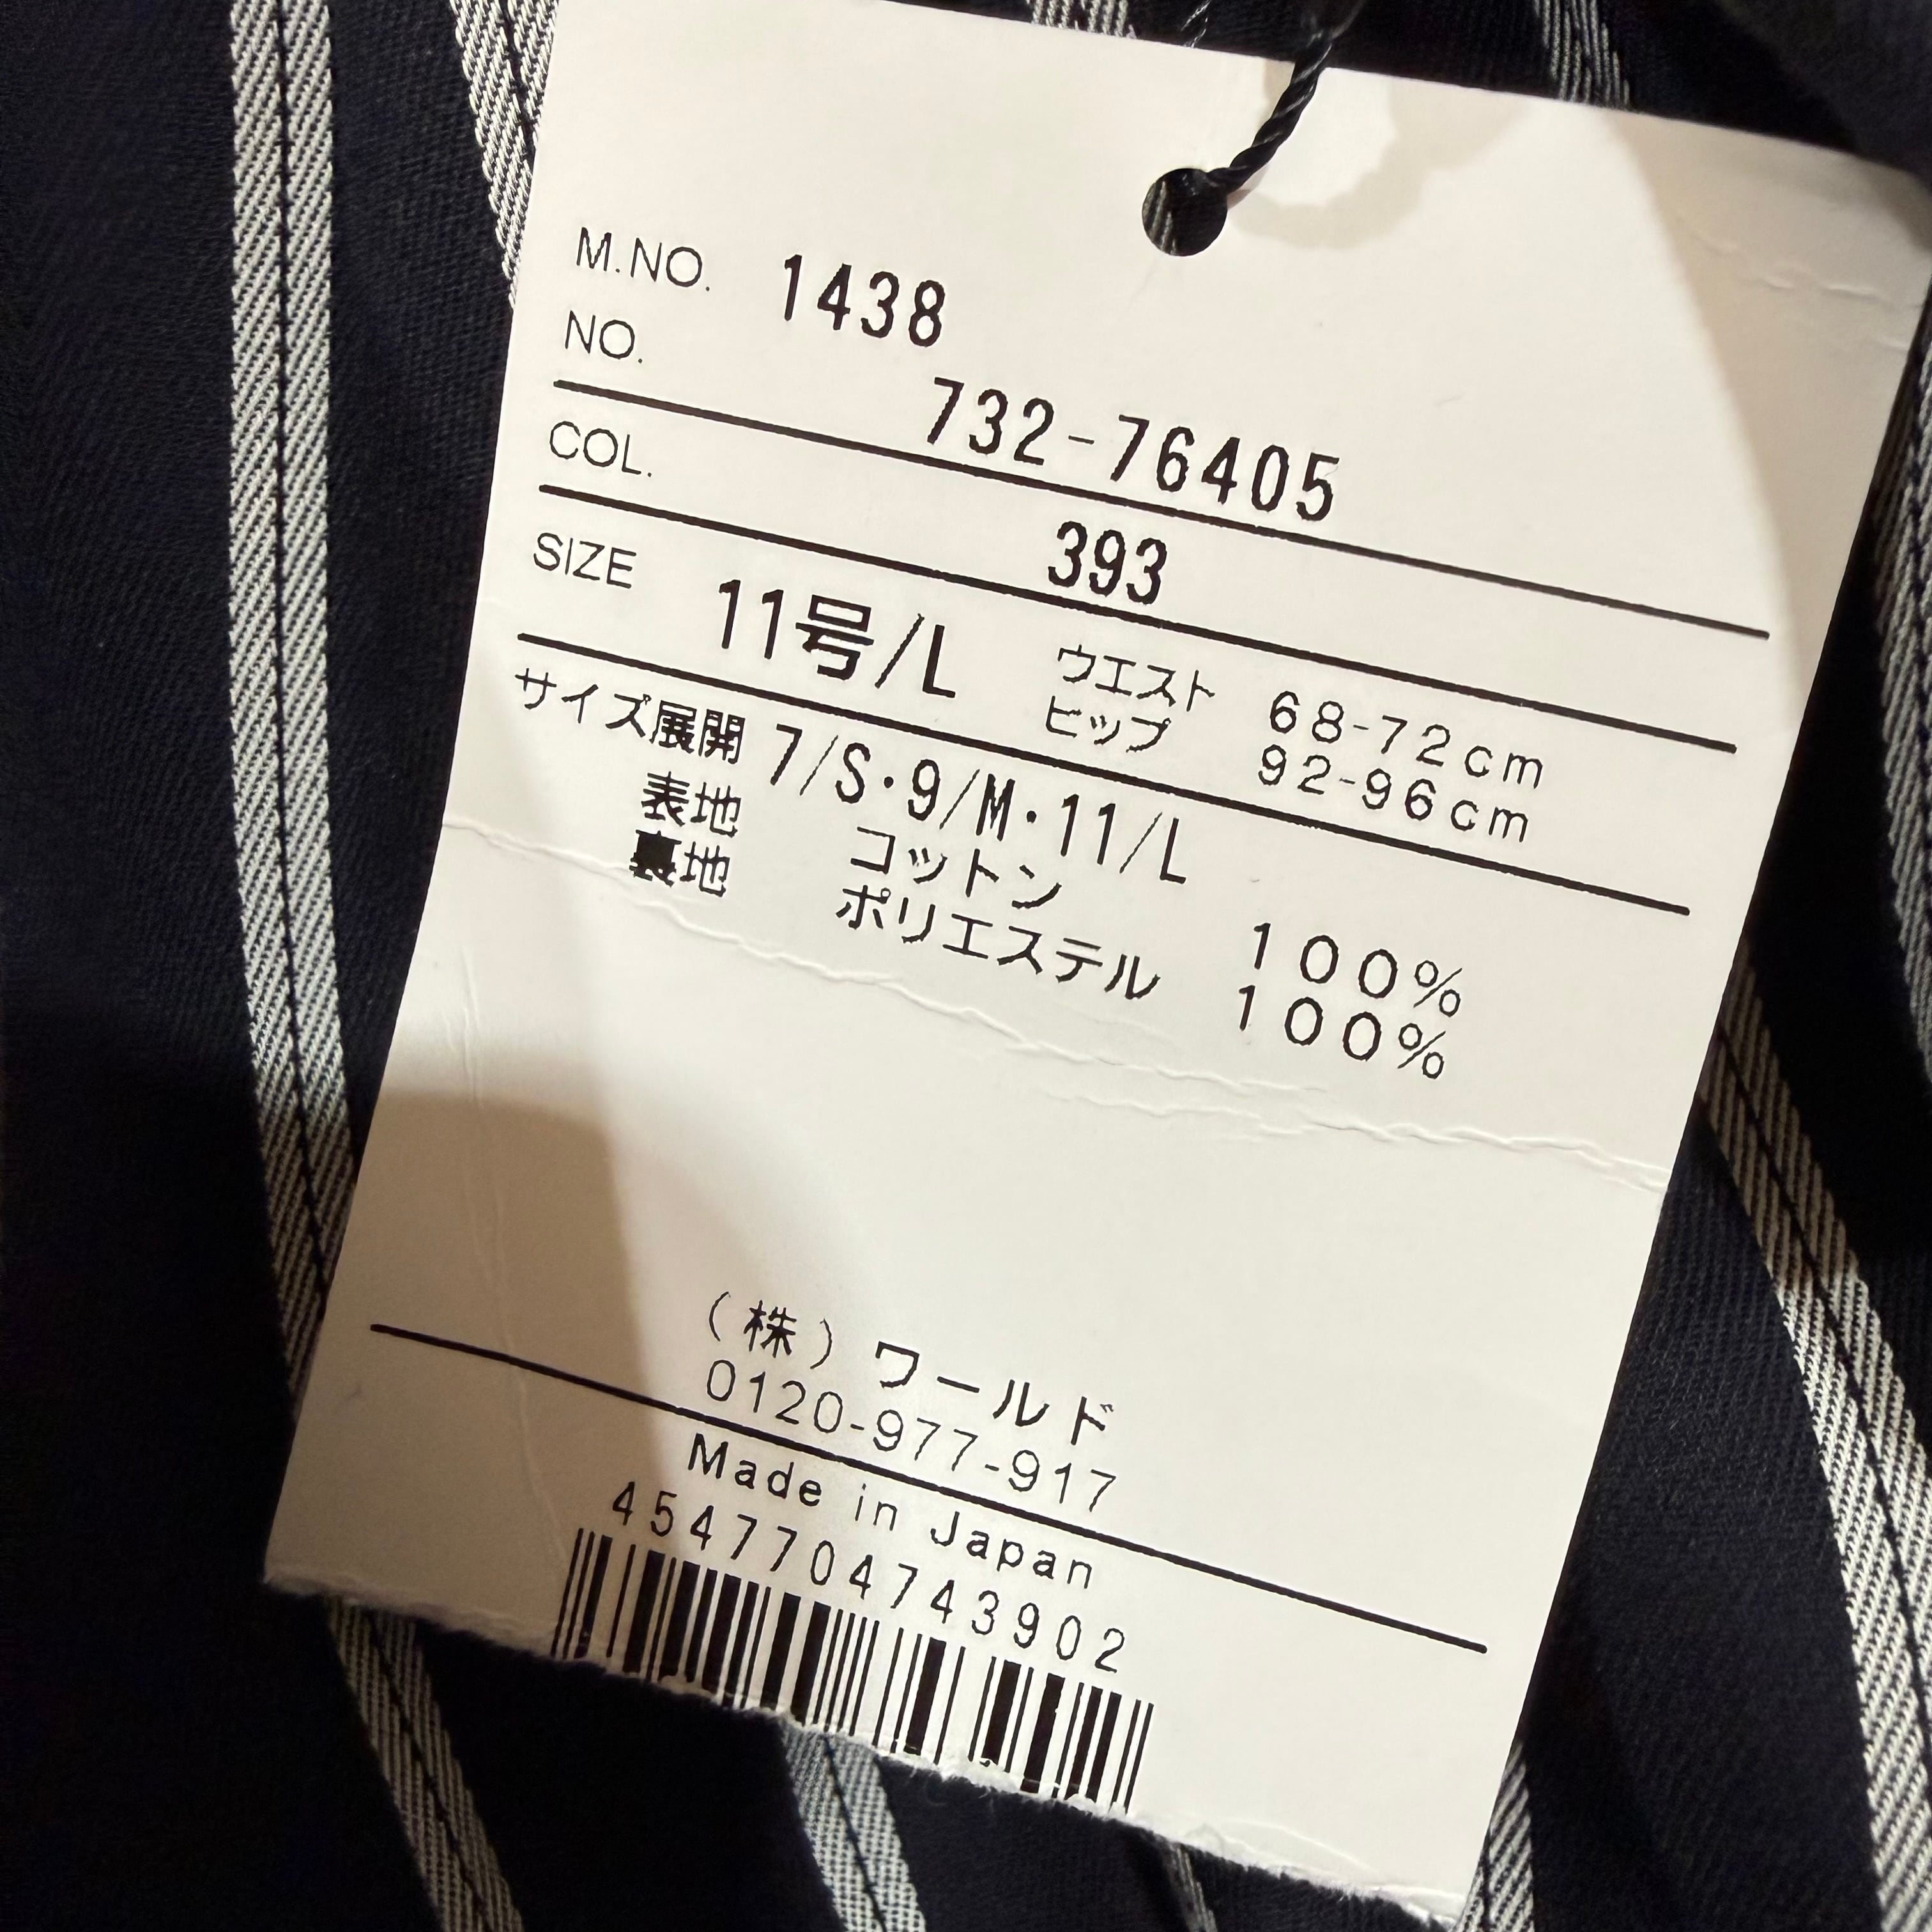 M.NO. 1438
NO. 732-76405
COL. 393
SIZE 11号/L ウエスト 68-72cm
ヒップ 92-96cm
サイズ展開 7/S・9/M・11/L
表地 コットン 100%
裏地 ポリエステル 100%
(株)ワールド
0120-977-917
Made in Japan
4547704743902